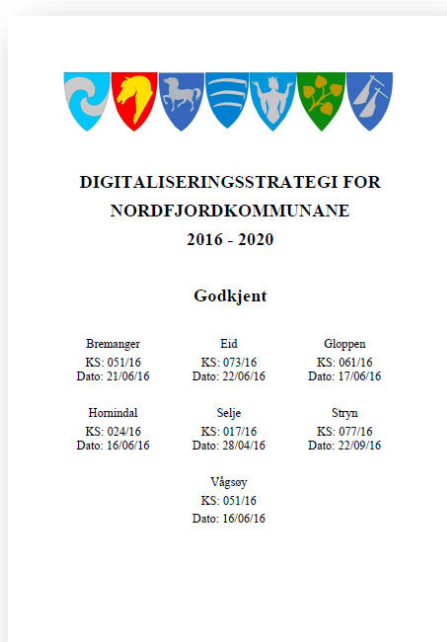 DIGITALISERINGSSTRATEGI FOR
NORDFJORDKOMMUNANE
2016 - 2020
Godkjent
Bremanger Eid Gloppen
KS: 051/16 KS: 073/16 KS: 061/16
Dato: 21/06/16 Dato: 22/06/16 Dato: 17/06/16
Hornindal Selje Stryn
KS: 024/16 KS: 017/16 KS: 077/16
Dato: 16/06/16 Dato: 28/04/16 Dato: 22/09/16
Vågsøy
KS: 051/16
Dato: 16/06/16